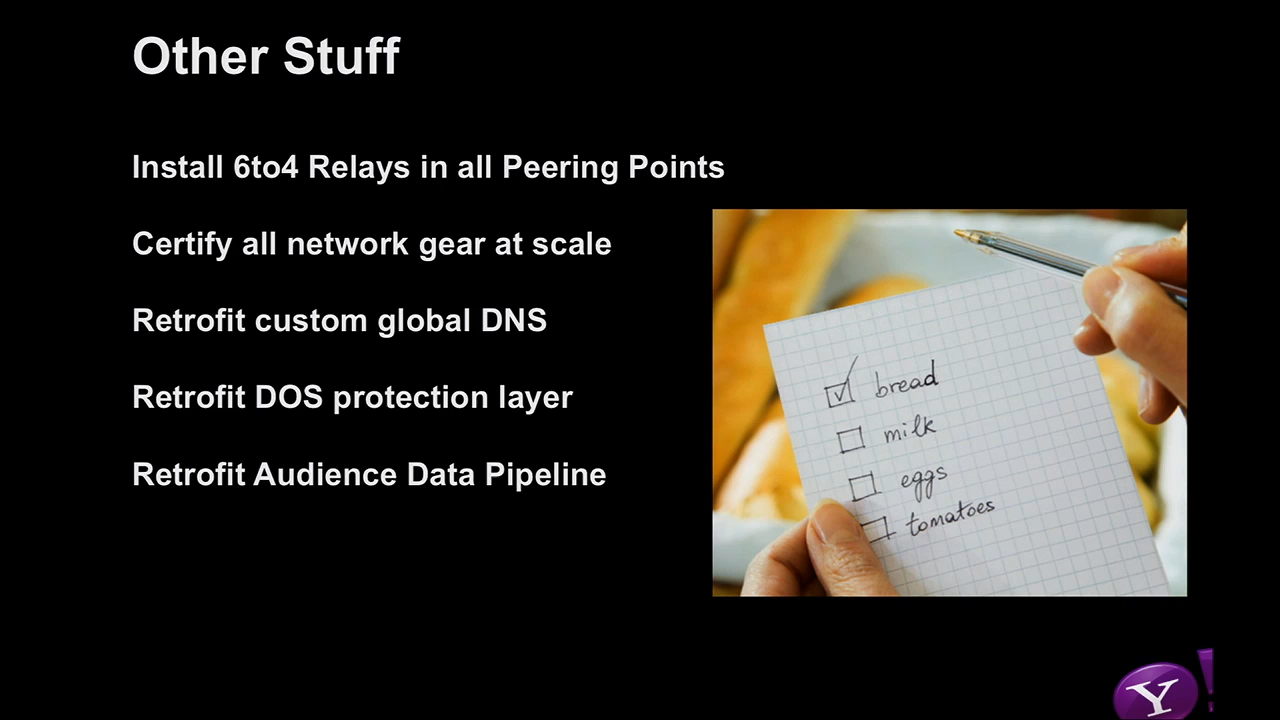 Other Stuff
Install 6to4 Relays in all Peering Points
Certify all network gear at scale
Retrofit custom global DNS
Retrofit DOS protection layer
Retrofit Audience Data Pipeline
bread
milk
eggs
tomatoes
Y!